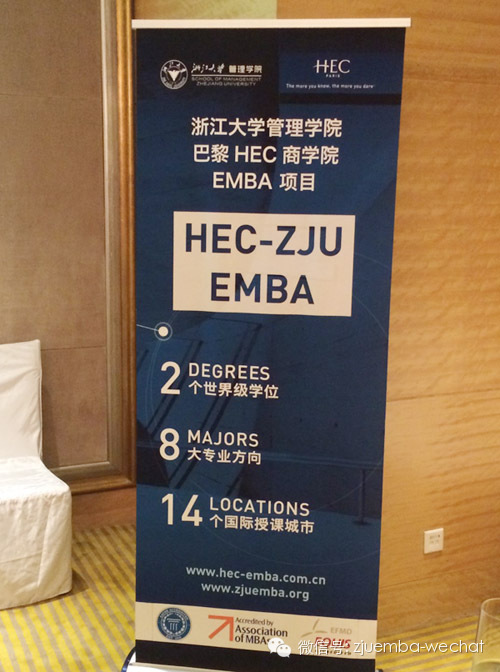 浙江大学 管理学院
SCHOOL OF MANAGEMENT
ZHEJIANG UNIVERSITY
HEC
PARIS
The more you know, the more you dare
浙江大学管理学院
巴黎 HEC 商学院
EMBA 项目
HEC-ZJU
EMBA
2 DEGREES
个世界级学位
8 MAJORS
大专业方向
14 LOCATIONS
个国际授课城市
www.hec-emba.com.cn
www.zjuemba.org
Accredited by
Association
of MBAs
EFMD
微信号: zjuemba-wechat